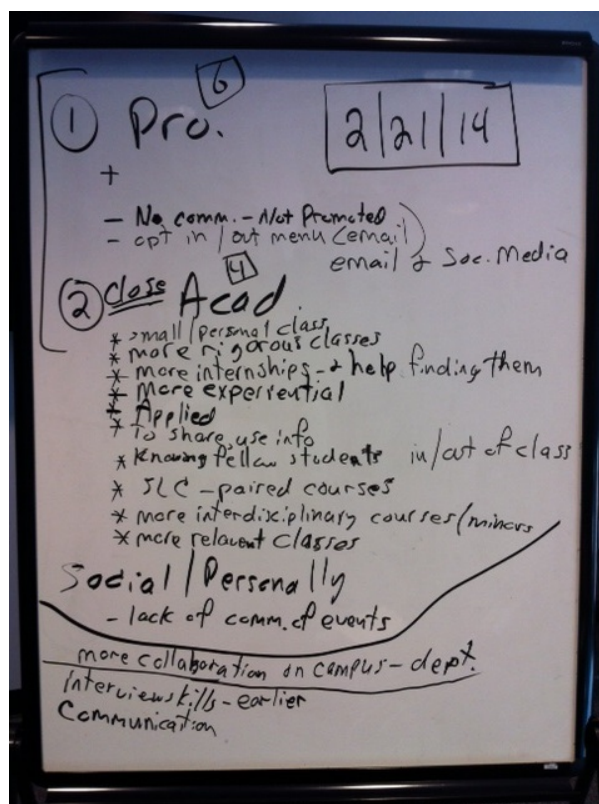 6
① Pro.
2/21/14
+
- No comm. - Not Promoted
- opt in / out menu (email)
email & Soc. Media
4
② close Acad.
* small/personal class
* more rigorous classes
* more internships - & help finding them
* More experiential
* Applied
* To share, use info
* Knowing fellow students in/out of class
* SLC - paired courses
* more interdisciplinary courses/minors
* more relavent classes
Social / Personally
- lack of comm. of events
more collaboration on campus - dept.
Interview skills - earlier
Communication